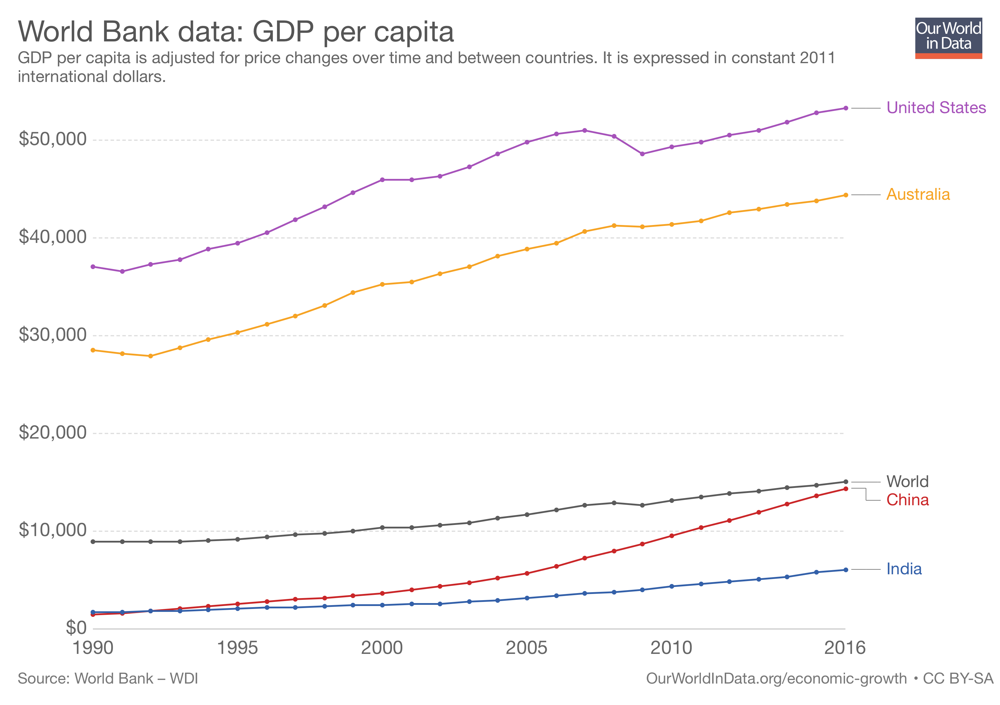 World Bank data: GDP per capita
GDP per capita is adjusted for price changes over time and between countries. It is expressed in constant 2011
international dollars.
Our World
in Data
United States
$50,000
Australia
$40,000
$30,000
$20,000
World
China
$10,000
India
$0
1990 1995 2000 2005 2010 2016
Source: World Bank – WDI
OurWorldInData.org/economic-growth • CC BY-SA